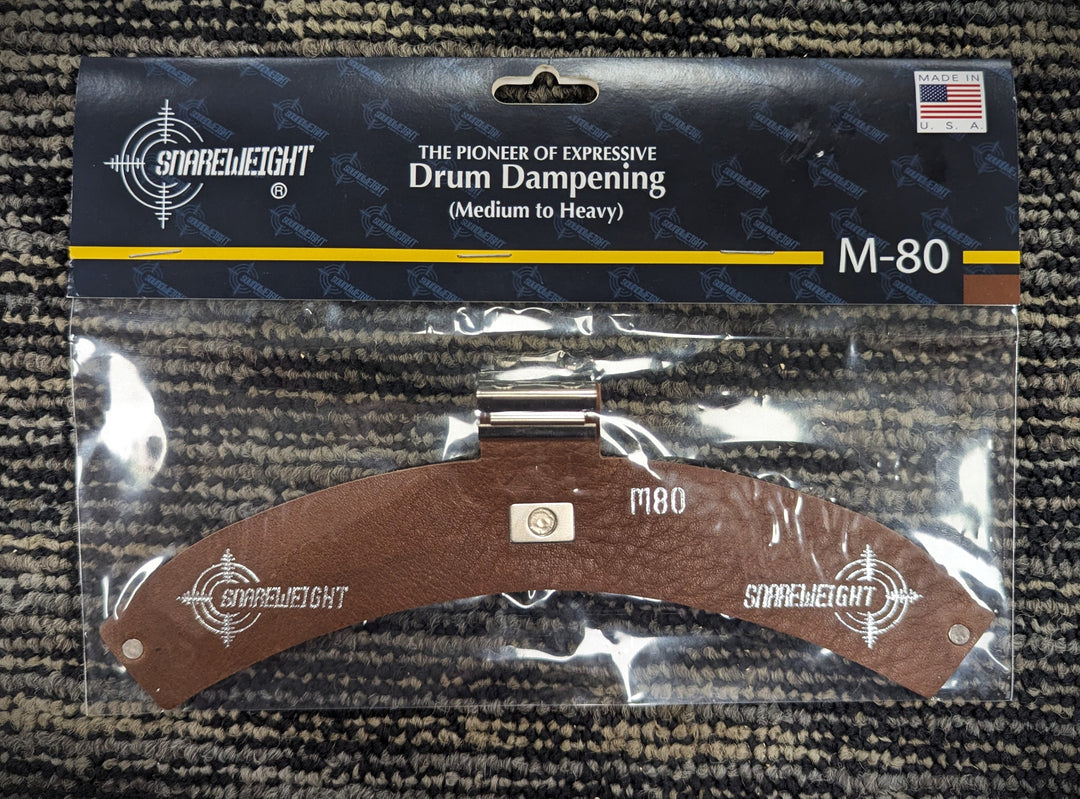 MADE IN
U. S. A.
SNAREWEIGHT
®
THE PIONEER OF EXPRESSIVE
Drum Dampening
(Medium to Heavy)
M-80
M80
SNAREWEIGHT
SNAREWEIGHT